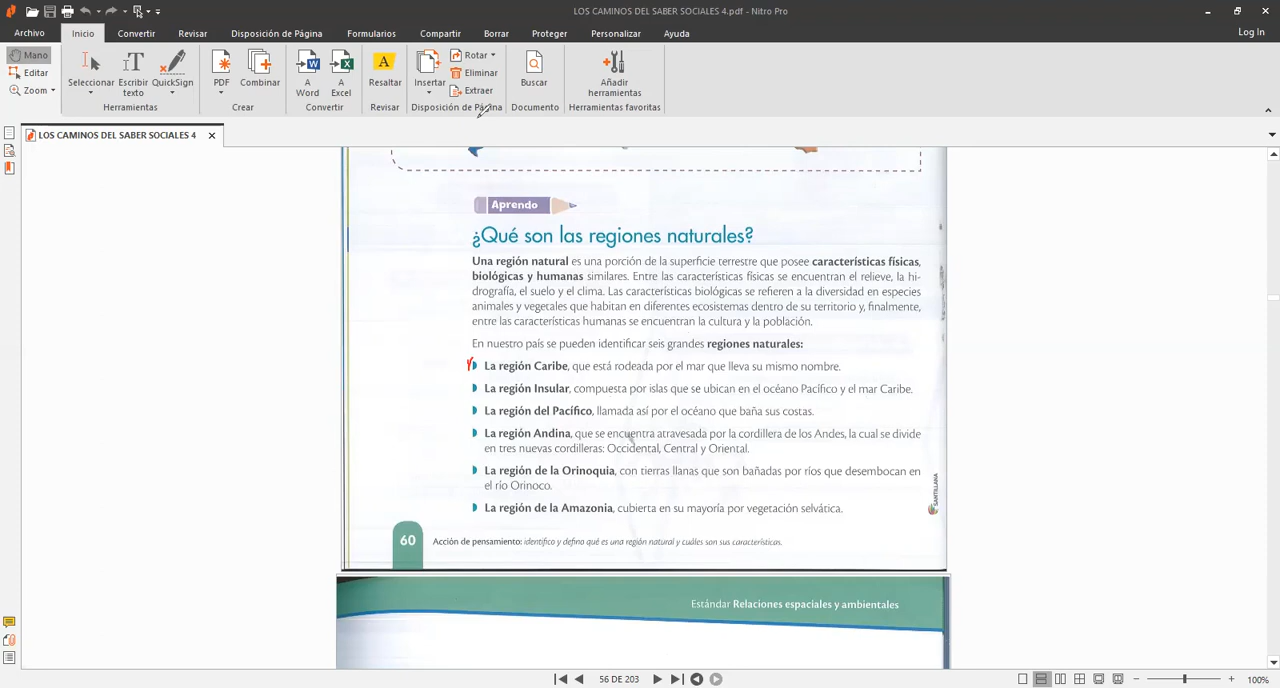 LOS CAMINOS DEL SABER SOCIALES 4.pdf - Nitro Pro
Archivo Inicio Convertir Revisar Disposición de Página Formularios Compartir Borrar Proteger Personalizar Ayuda Log In
Mano
Editar
Zoom
Seleccionar
Escribir texto
QuickSign
Herramientas
PDF
Combinar
Crear
A Word
A Excel
Convertir
Resaltar
Revisar
Insertar
Rotar
Eliminar
Extraer
Disposición de Página
Buscar
Documento
Añadir herramientas
Herramientas favoritas
LOS CAMINOS DEL SABER SOCIALES 4
Aprendo
¿Qué son las regiones naturales?
Una región natural es una porción de la superficie terrestre que posee características físicas,
biológicas y humanas similares. Entre las características físicas se encuentran el relieve, la hi-
drografía, el suelo y el clima. Las características biológicas se refieren a la diversidad en especies
animales y vegetales que habitan en diferentes ecosistemas dentro de su territorio y, finalmente,
entre las características humanas se encuentran la cultura y la población.
En nuestro país se pueden identificar seis grandes regiones naturales:
La región Caribe, que está rodeada por el mar que lleva su mismo nombre.
La región Insular, compuesta por islas que se ubican en el océano Pacífico y el mar Caribe.
La región del Pacífico, llamada así por el océano que baña sus costas.
La región Andina, que se encuentra atravesada por la cordillera de los Andes, la cual se divide
en tres nuevas cordilleras: Occidental, Central y Oriental.
La región de la Orinoquia, con tierras llanas que son bañadas por ríos que desembocan en
el río Orinoco.
La región de la Amazonia, cubierta en su mayoría por vegetación selvática.
SANTILLANA
60 Acción de pensamiento: identifico y defino qué es una región natural y cuáles son sus características.
Estándar Relaciones espaciales y ambientales
56 DE 203
100%